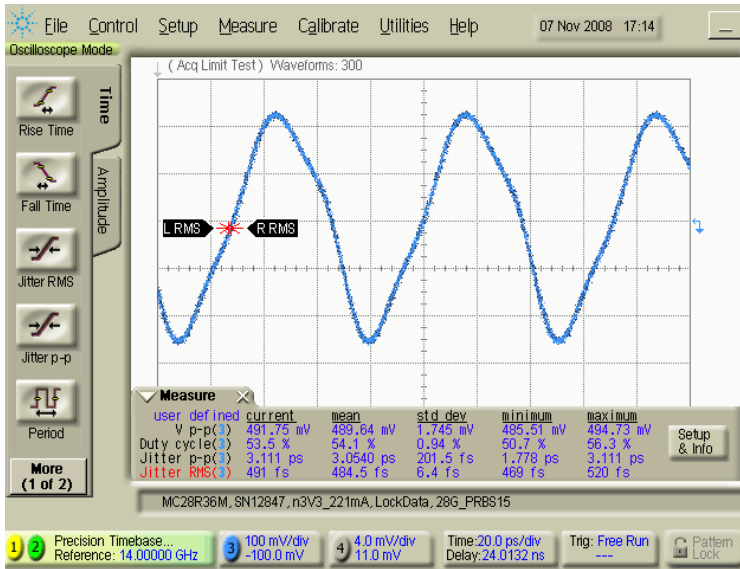 File Control Setup Measure Calibrate Utilities Help 07 Nov 2008 17:14
Oscilloscope Mode
( Acq Limit Test ) Waveforms: 300
Time
Amplitude
Rise Time
Fall Time
Jitter RMS
Jitter p-p
Period
More
(1 of 2)
L RMS R RMS
Measure
user defined current mean std dev minimum maximum
V p-p(3) 491.75 mV 489.64 mV 1.745 mV 485.51 mV 494.73 mV
Duty cycle(3) 53.5 % 54.1 % 0.94 % 50.7 % 56.3 %
Jitter p-p(3) 3.111 ps 3.0540 ps 201.5 fs 1.778 ps 3.111 ps
Jitter RMS(3) 491 fs 484.5 fs 6.4 fs 469 fs 520 fs
Setup
& Info
MC28R36M, SN12847, n3V3_221mA, LockData, 28G_PRBS15
1 2 Precision Timebase...
Reference: 14.00000 GHz
3 100 mV/div
-100.0 mV
4 4.0 mV/div
11.0 mV
Time:20.0 ps/div
Delay:24.0132 ns
Trig: Free Run
---
Pattern
Lock